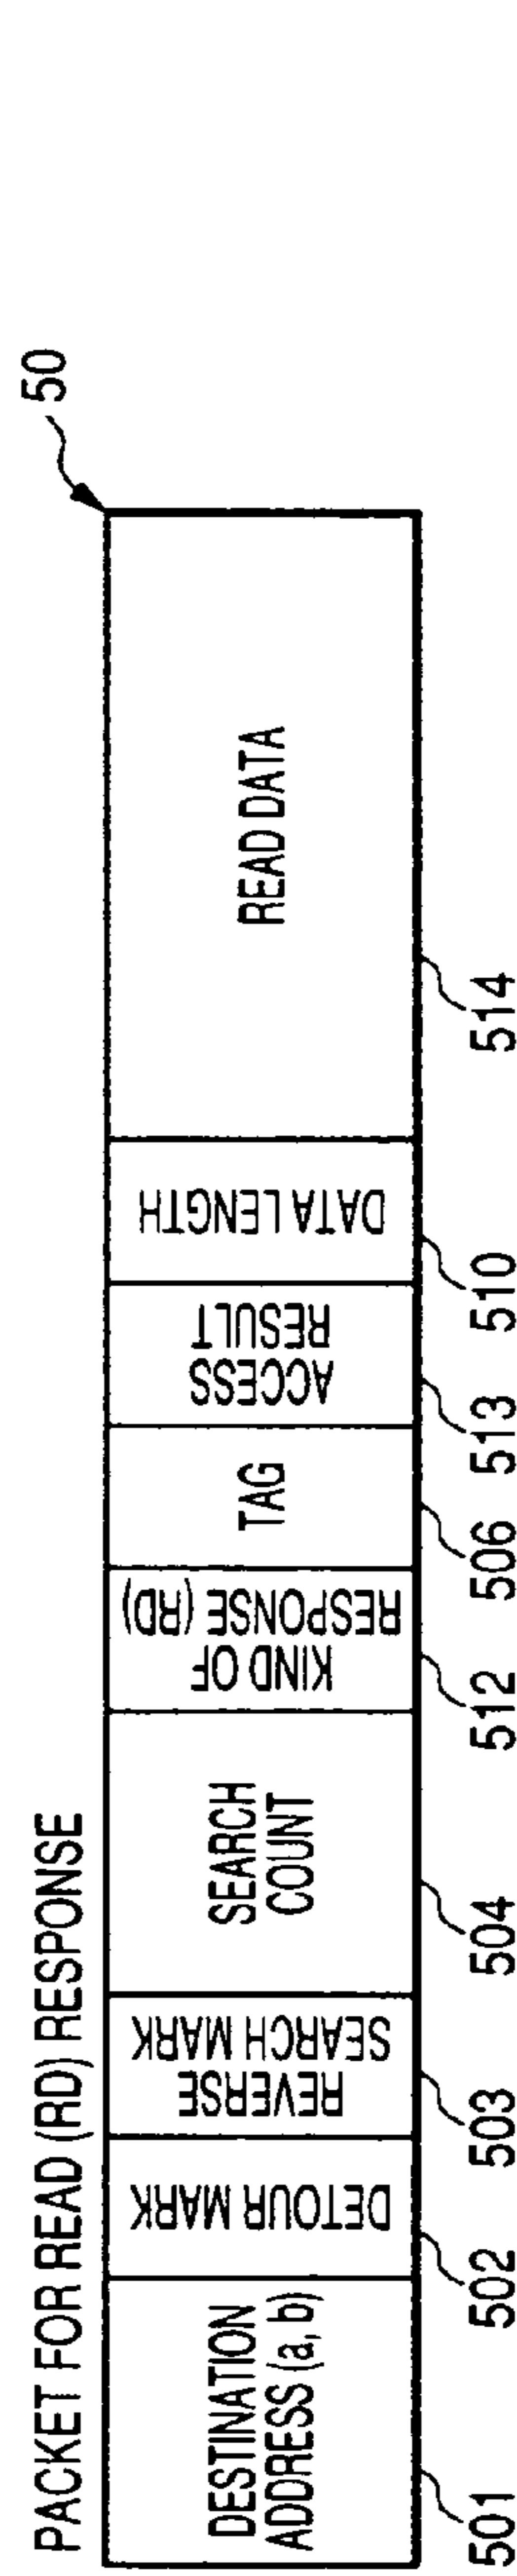 PACKET FOR READ (RD) RESPONSE
50
DESTINATION
ADDRESS (a, b)
DETOUR MARK
REVERSE
SEARCH MARK
SEARCH
COUNT
KIND OF
RESPONSE (RD)
TAG
ACCESS
RESULT
DATA LENGTH
READ DATA
501
502
503
504
512
506
513
510
514